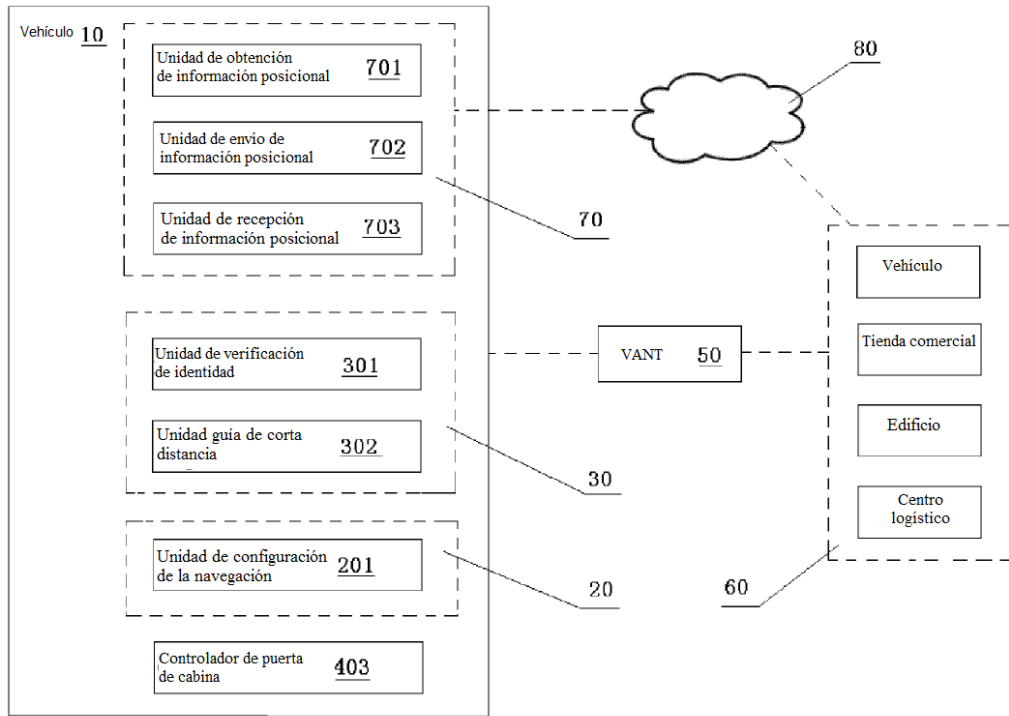 Vehículo 10
Unidad de obtención
de información posicional 701
Unidad de envío de
información posicional 702
Unidad de recepción
de información posicional 703
80
70
Unidad de verificación
de identidad 301
Unidad guía de corta
distancia 302
30
VANT 50
Vehículo
Tienda comercial
Edificio
Centro
logístico
60
Unidad de configuración
de la navegación 201
20
Controlador de puerta
de cabina 403